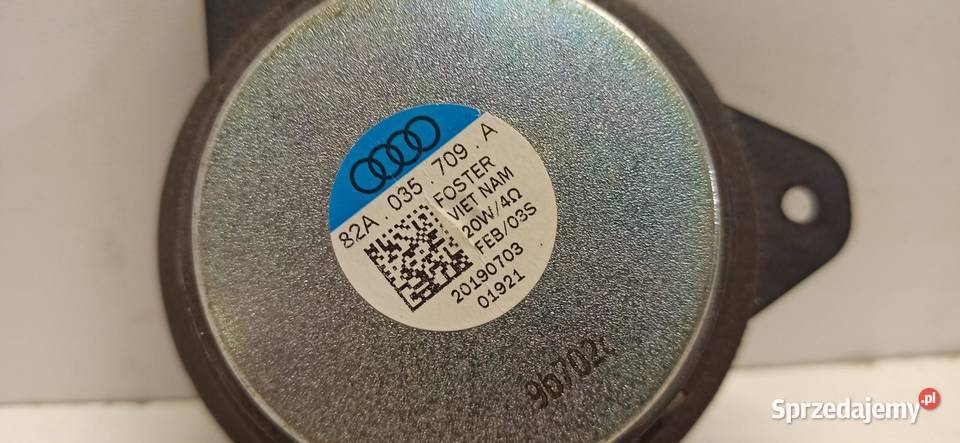 82A . 035 . 709 . A
FOSTER
VIET NAM
20W/4Ω
FEB/03S
20190703
01921
Sprzedajemy.pl